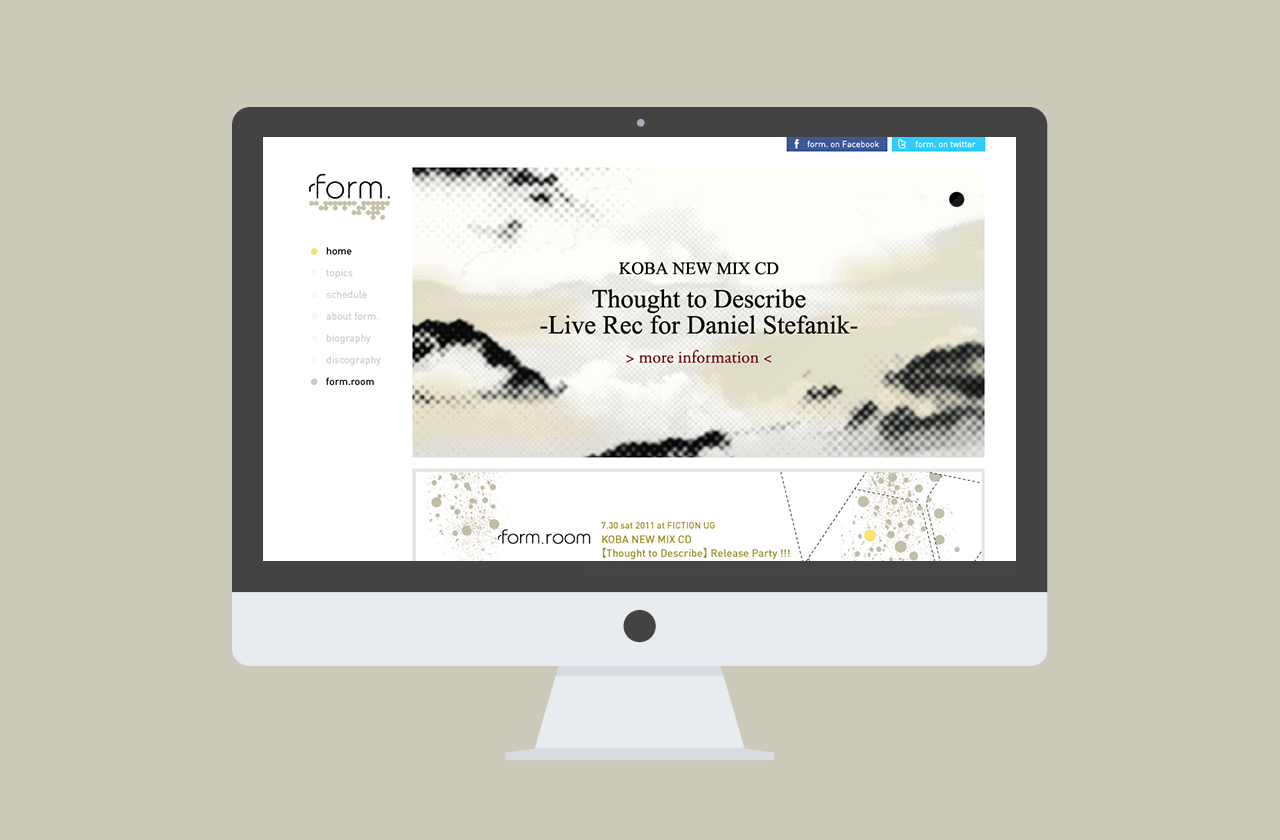 form. on Facebook
form. on twitter
form.
home
topics
schedule
about form.
biography
discography
form.room
KOBA NEW MIX CD
Thought to Describe
-Live Rec for Daniel Stefanik-
> more information <
form.room
7.30 sat 2011 at FICTION UG
KOBA NEW MIX CD
【Thought to Describe】 Release Party !!!